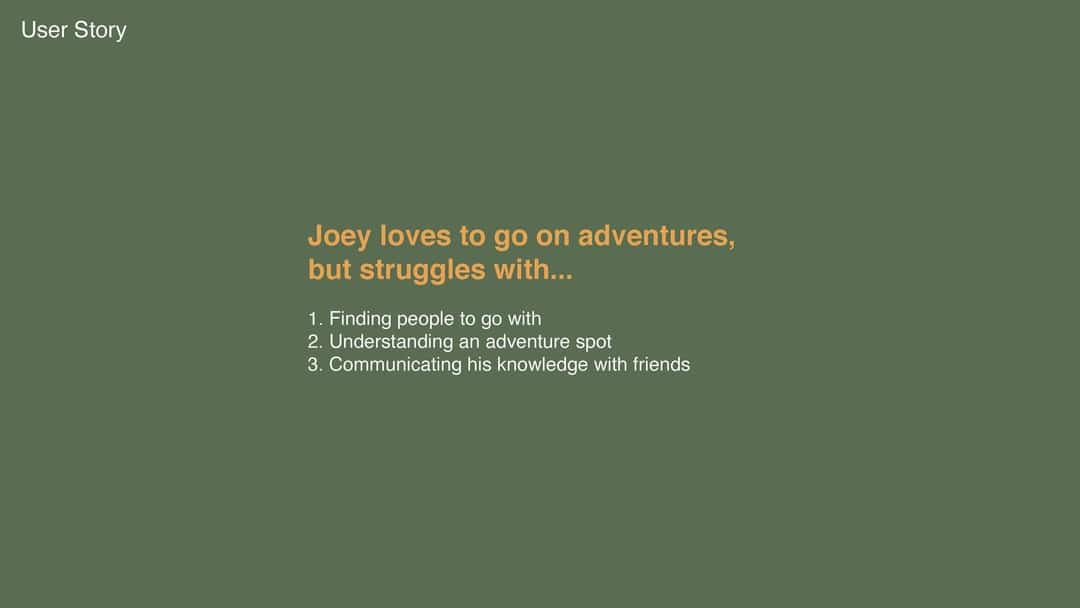 User Story
Joey loves to go on adventures,
but struggles with...
1. Finding people to go with
2. Understanding an adventure spot
3. Communicating his knowledge with friends